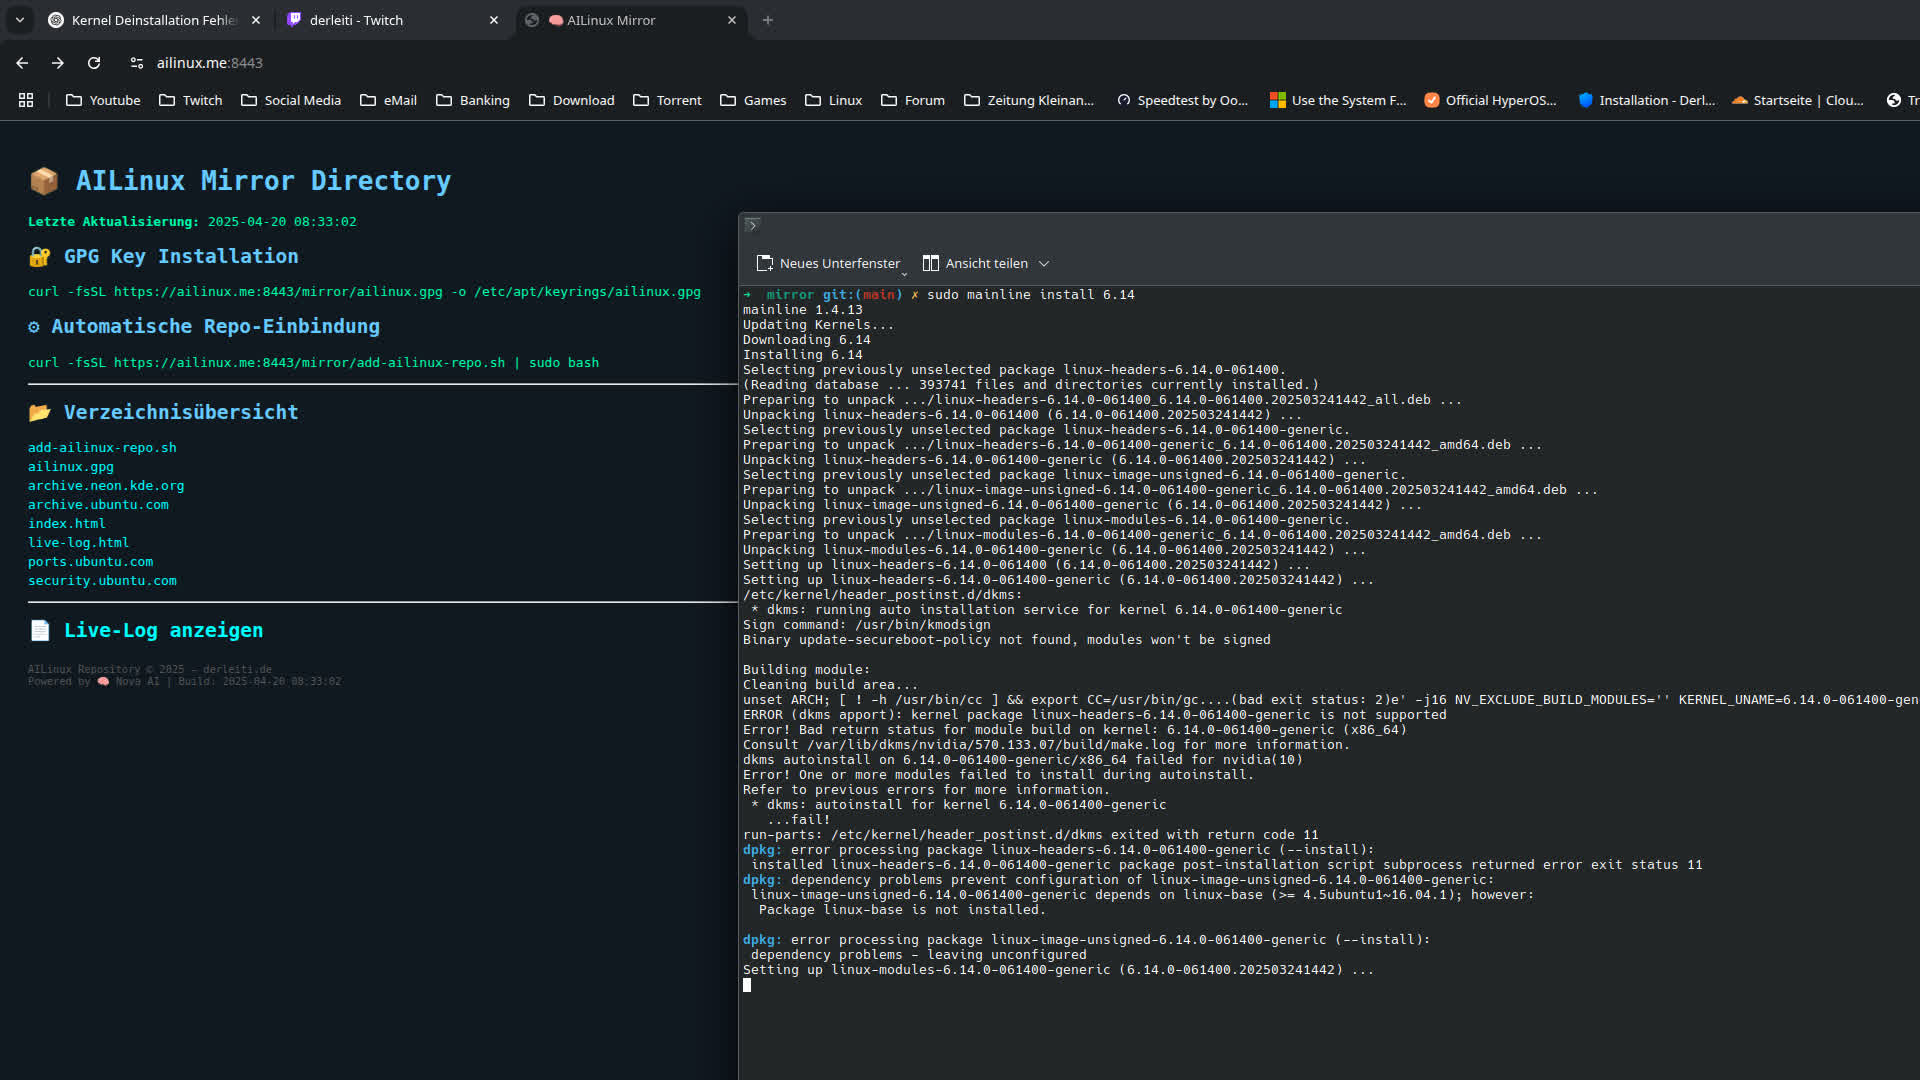 Kernel Deinstallation Fehle
derleiti - Twitch
AILinux Mirror
ailinux.me:8443
Youtube
Twitch
Social Media
eMail
Banking
Download
Torrent
Games
Linux
Forum
Zeitung Kleinan...
Speedtest by Oo...
Use the System F...
Official HyperOS...
Installation - Derl...
Startseite | Clou...
Tr
AILinux Mirror Directory
Letzte Aktualisierung: 2025-04-20 08:33:02
GPG Key Installation
curl -fsSL https://ailinux.me:8443/mirror/ailinux.gpg -o /etc/apt/keyrings/ailinux.gpg
Automatische Repo-Einbindung
curl -fsSL https://ailinux.me:8443/mirror/add-ailinux-repo.sh | sudo bash
Verzeichnisübersicht
add-ailinux-repo.sh
ailinux.gpg
archive.neon.kde.org
archive.ubuntu.com
index.html
live-log.html
ports.ubuntu.com
security.ubuntu.com
Live-Log anzeigen
AILinux Repository © 2025 – derleiti.de
Powered by 🧠 Nova AI | Build: 2025-04-20 08:33:02
Neues Unterfenster
Ansicht teilen
➜  mirror git:(main) ✗ sudo mainline install 6.14
mainline 1.4.13
Updating Kernels...
Downloading 6.14
Installing 6.14
Selecting previously unselected package linux-headers-6.14.0-061400.
(Reading database ... 393741 files and directories currently installed.)
Preparing to unpack .../linux-headers-6.14.0-061400_6.14.0-061400.202503241442_all.deb ...
Unpacking linux-headers-6.14.0-061400 (6.14.0-061400.202503241442) ...
Selecting previously unselected package linux-headers-6.14.0-061400-generic.
Preparing to unpack .../linux-headers-6.14.0-061400-generic_6.14.0-061400.202503241442_amd64.deb ...
Unpacking linux-headers-6.14.0-061400-generic (6.14.0-061400.202503241442) ...
Selecting previously unselected package linux-image-unsigned-6.14.0-061400-generic.
Preparing to unpack .../linux-image-unsigned-6.14.0-061400-generic_6.14.0-061400.202503241442_amd64.deb ...
Unpacking linux-image-unsigned-6.14.0-061400-generic (6.14.0-061400.202503241442) ...
Selecting previously unselected package linux-modules-6.14.0-061400-generic.
Preparing to unpack .../linux-modules-6.14.0-061400-generic_6.14.0-061400.202503241442_amd64.deb ...
Unpacking linux-modules-6.14.0-061400-generic (6.14.0-061400.202503241442) ...
Setting up linux-headers-6.14.0-061400 (6.14.0-061400.202503241442) ...
Setting up linux-headers-6.14.0-061400-generic (6.14.0-061400.202503241442) ...
/etc/kernel/header_postinst.d/dkms:
 * dkms: running auto installation service for kernel 6.14.0-061400-generic
Sign command: /usr/bin/kmodsign
Binary update-secureboot-policy not found, modules won't be signed
Building module:
Cleaning build area...
unset ARCH; [ ! -h /usr/bin/cc ] && export CC=/usr/bin/gc....(bad exit status: 2)e' -j16 NV_EXCLUDE_BUILD_MODULES='' KERNEL_UNAME=6.14.0-061400-gen
ERROR (dkms apport): kernel package linux-headers-6.14.0-061400-generic is not supported
Error! Bad return status for module build on kernel: 6.14.0-061400-generic (x86_64)
Consult /var/lib/dkms/nvidia/570.133.07/build/make.log for more information.
dkms autoinstall on 6.14.0-061400-generic/x86_64 failed for nvidia(10)
Error! One or more modules failed to install during autoinstall.
Refer to previous errors for more information.
 * dkms: autoinstall for kernel 6.14.0-061400-generic
   ...fail!
run-parts: /etc/kernel/header_postinst.d/dkms exited with return code 11
dpkg: error processing package linux-headers-6.14.0-061400-generic (--install):
 installed linux-headers-6.14.0-061400-generic package post-installation script subprocess returned error exit status 11
dpkg: dependency problems prevent configuration of linux-image-unsigned-6.14.0-061400-generic:
 linux-image-unsigned-6.14.0-061400-generic depends on linux-base (>= 4.5ubuntu1~16.04.1); however:
  Package linux-base is not installed.
dpkg: error processing package linux-image-unsigned-6.14.0-061400-generic (--install):
 dependency problems - leaving unconfigured
Setting up linux-modules-6.14.0-061400-generic (6.14.0-061400.202503241442) ...